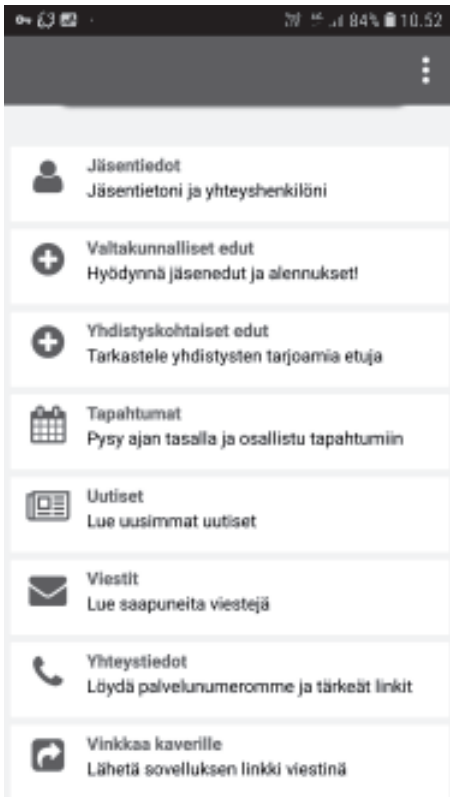 84% 10.52
Jäsentiedot
Jäsentietoni ja yhteyshenkilöni
Valtakunnalliset edut
Hyödynnä jäsenedut ja alennukset!
Yhdistyskohtaiset edut
Tarkastele yhdistysten tarjoamia etuja
Tapahtumat
Pysy ajan tasalla ja osallistu tapahtumiin
Uutiset
Lue uusimmat uutiset
Viestit
Lue saapuneita viestejä
Yhteystiedot
Löydä palvelunumeromme ja tärkeät linkit
Vinkkaa kaverille
Lähetä sovelluksen linkki viestinä